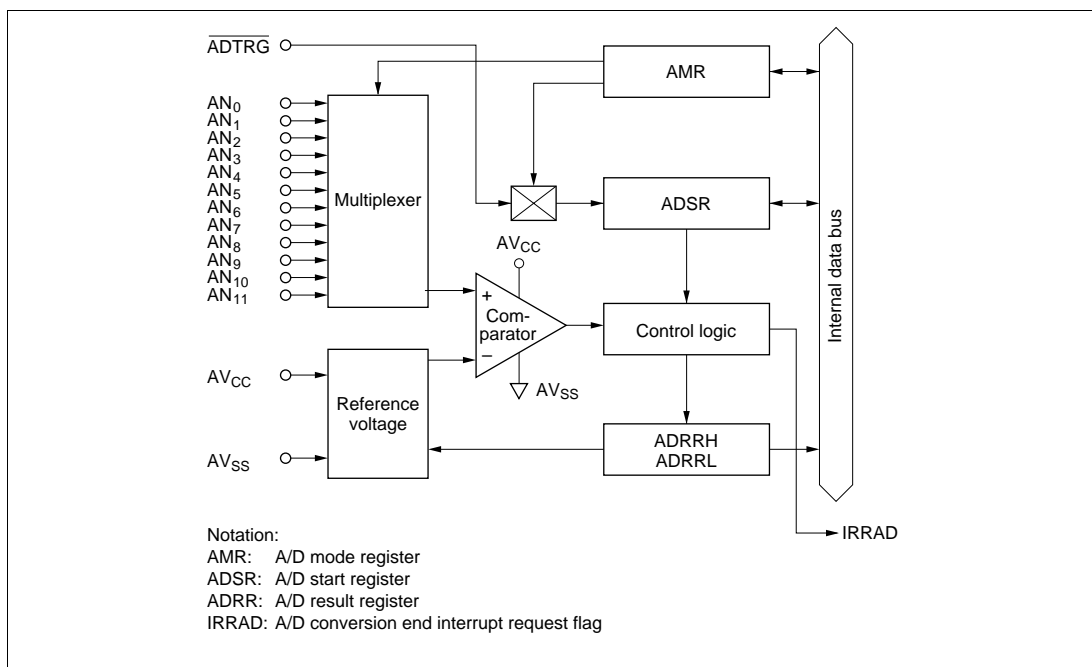 ADTRG
AMR
AN0
AN1
AN2
AN3
AN4
AN5
AN6
AN7
AN8
AN9
AN10
AN11
Multiplexer
ADSR
Internal data bus
AVCC
+
Com-
parator
−
AVSS
Control logic
AVCC
AVSS
Reference
voltage
ADRRH
ADRRL
IRRAD
Notation:
AMR: A/D mode register
ADSR: A/D start register
ADRR: A/D result register
IRRAD: A/D conversion end interrupt request flag